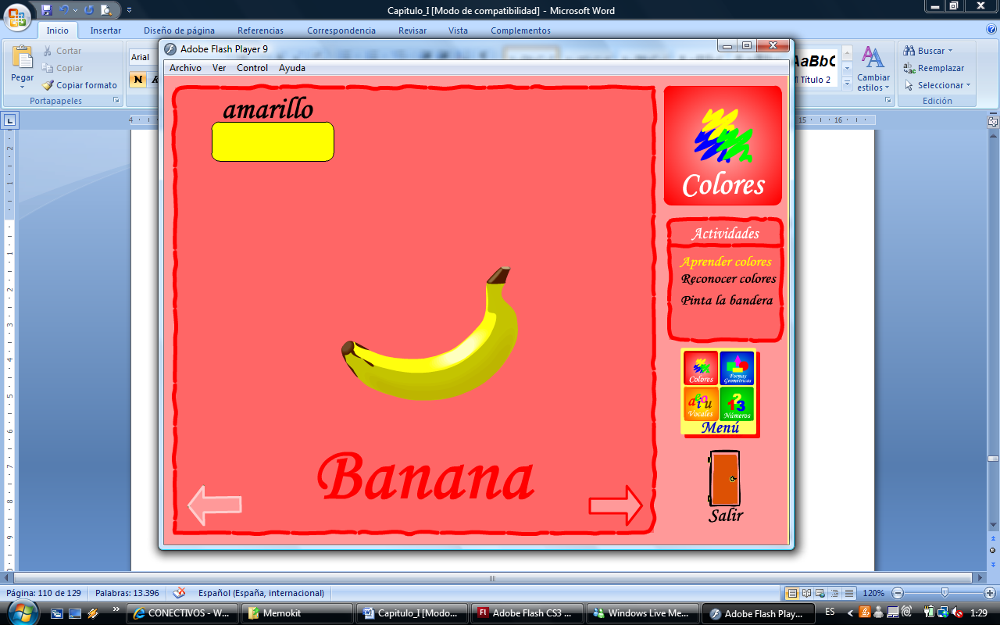 Capitulo_I [Modo de compatibilidad] - Microsoft Word
Inicio Insertar Diseño de página Referencias Correspondencia Revisar Vista Complementos
Pegar
Cortar
Copiar
Copiar formato
Portapapeles
Arial
N K
AaBbC
¶ Título 2
Cambiar
estilos
Buscar
Reemplazar
Seleccionar
Edición
Adobe Flash Player 9
Archivo Ver Control Ayuda
amarillo
Banana
Colores
Actividades
Aprender colores
Reconocer colores
Pinta la bandera
Colores
Formas
Geométricas
a e i o u
Vocales
1 2 3
Números
Menú
Salir
Página: 110 de 129 Palabras: 13.396 Español (España, internacional) 120%
CONECTIVOS - W... Memokit Capitulo_I [Modo... Adobe Flash CS3 ... Windows Live Me... Adobe Flash Play... ES 1:29